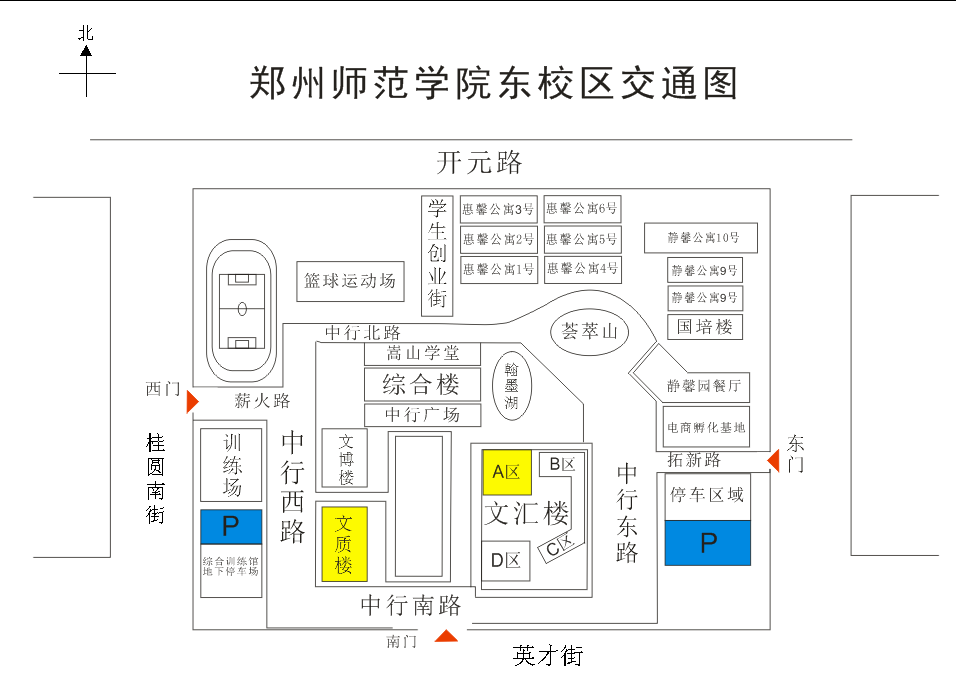 北
郑州师范学院东校区交通图
开元路
学生创业街
惠馨公寓3号
惠馨公寓6号
惠馨公寓2号
惠馨公寓5号
惠馨公寓1号
惠馨公寓4号
静馨公寓10号
静馨公寓9号
静馨公寓9号
国培楼
篮球运动场
荟萃山
中行北路
嵩山学堂
综合楼
中行广场
翰墨湖
静馨园餐厅
电商孵化基地
西门
薪火路
桂圆南街
训练场
中行西路
文博楼
A区
B区
文汇楼
C区
D区
中行东路
拓新路
东门
停车区域
P
P
综合训练馆
地下停车场
文质楼
中行南路
南门
英才街